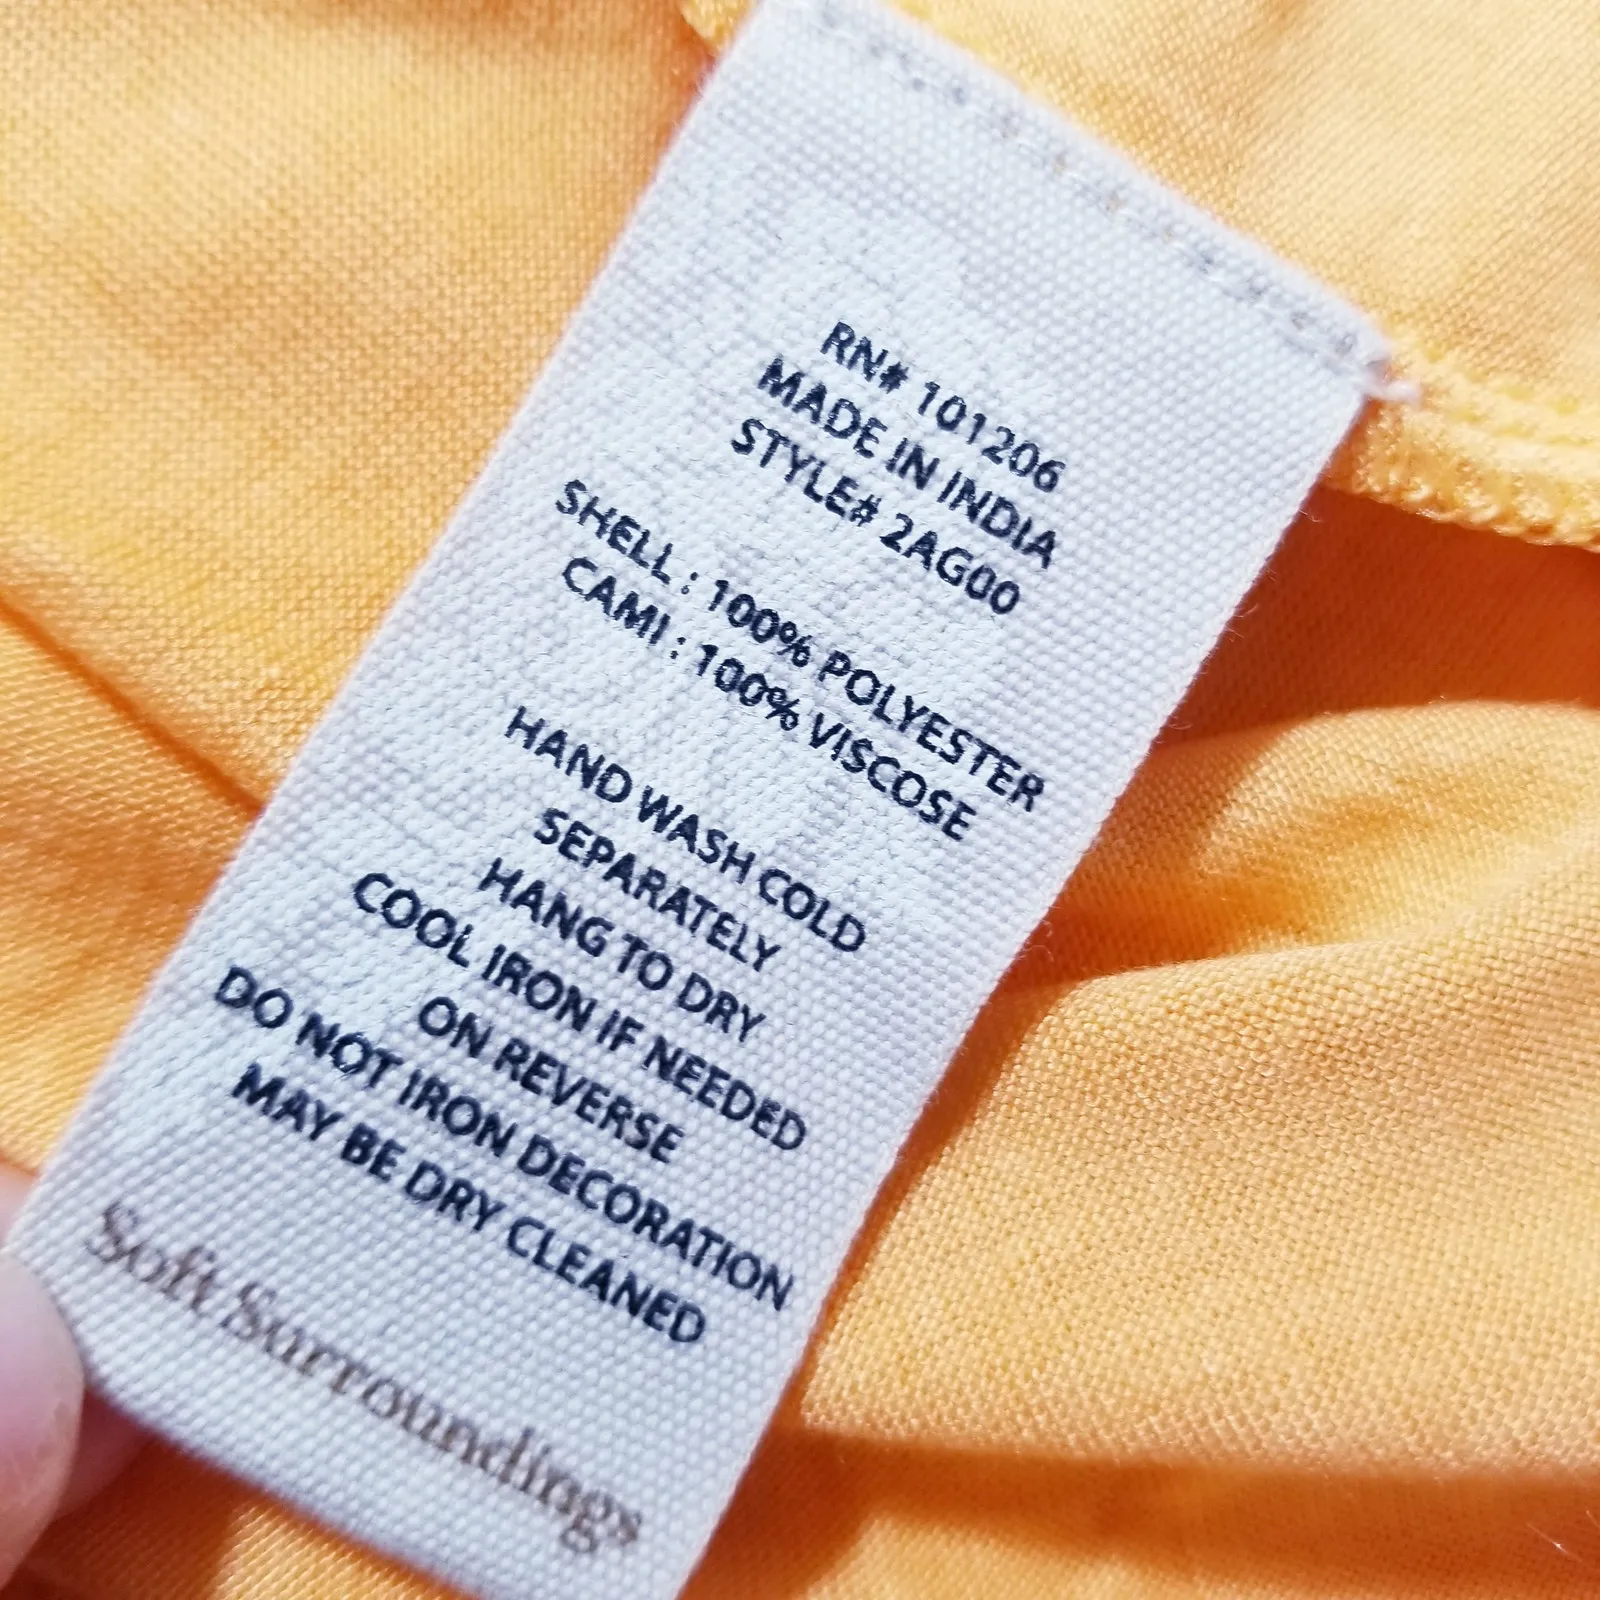 RN# 101206
MADE IN INDIA
STYLE# 2AG00
SHELL : 100% POLYESTER
CAMI : 100% VISCOSE
HAND WASH COLD
SEPARATELY
HANG TO DRY
COOL IRON IF NEEDED
ON REVERSE
DO NOT IRON DECORATION
MAY BE DRY CLEANED
Soft Surroundings